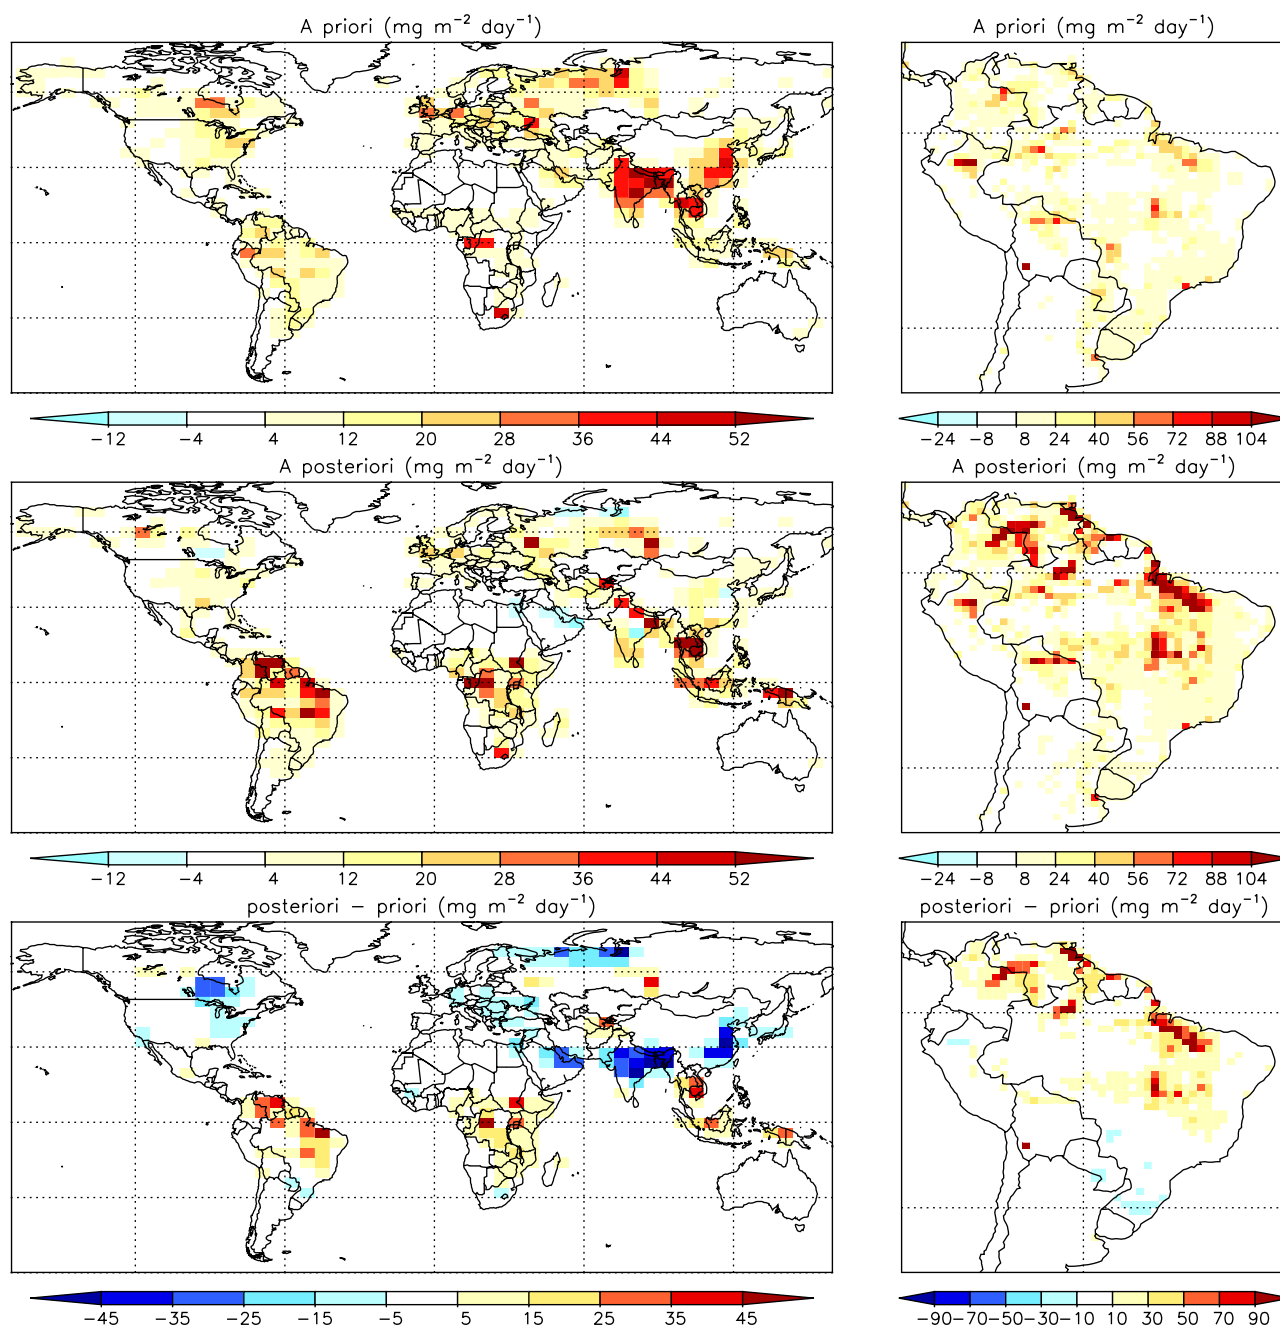 A priori (mg m⁻² day⁻¹)
A priori (mg m⁻² day⁻¹)
−12 −4 4 12 20 28 36 44 52
−24 −8 8 24 40 56 72 88 104
A posteriori (mg m⁻² day⁻¹)
A posteriori (mg m⁻² day⁻¹)
−12 −4 4 12 20 28 36 44 52
−24 −8 8 24 40 56 72 88 104
posteriori − priori (mg m⁻² day⁻¹)
posteriori − priori (mg m⁻² day⁻¹)
−45 −35 −25 −15 −5 5 15 25 35 45
−90 −70 −50 −30 −10 10 30 50 70 90